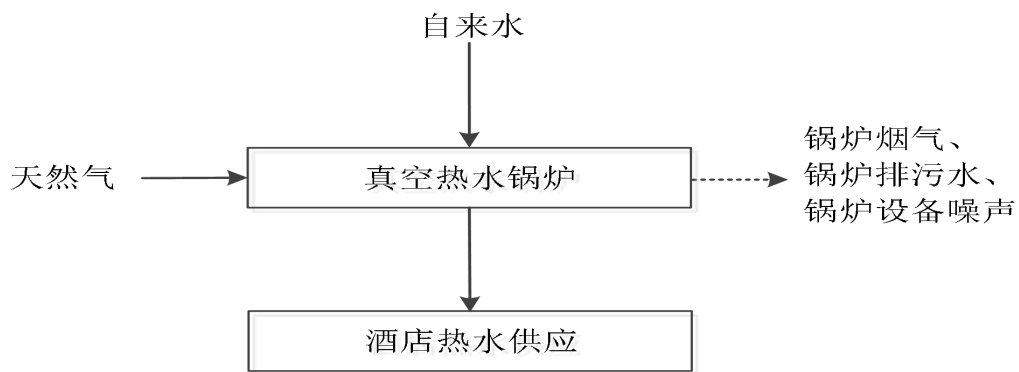 自来水
天然气
真空热水锅炉
锅炉烟气、
锅炉排污水、
锅炉设备噪声
酒店热水供应